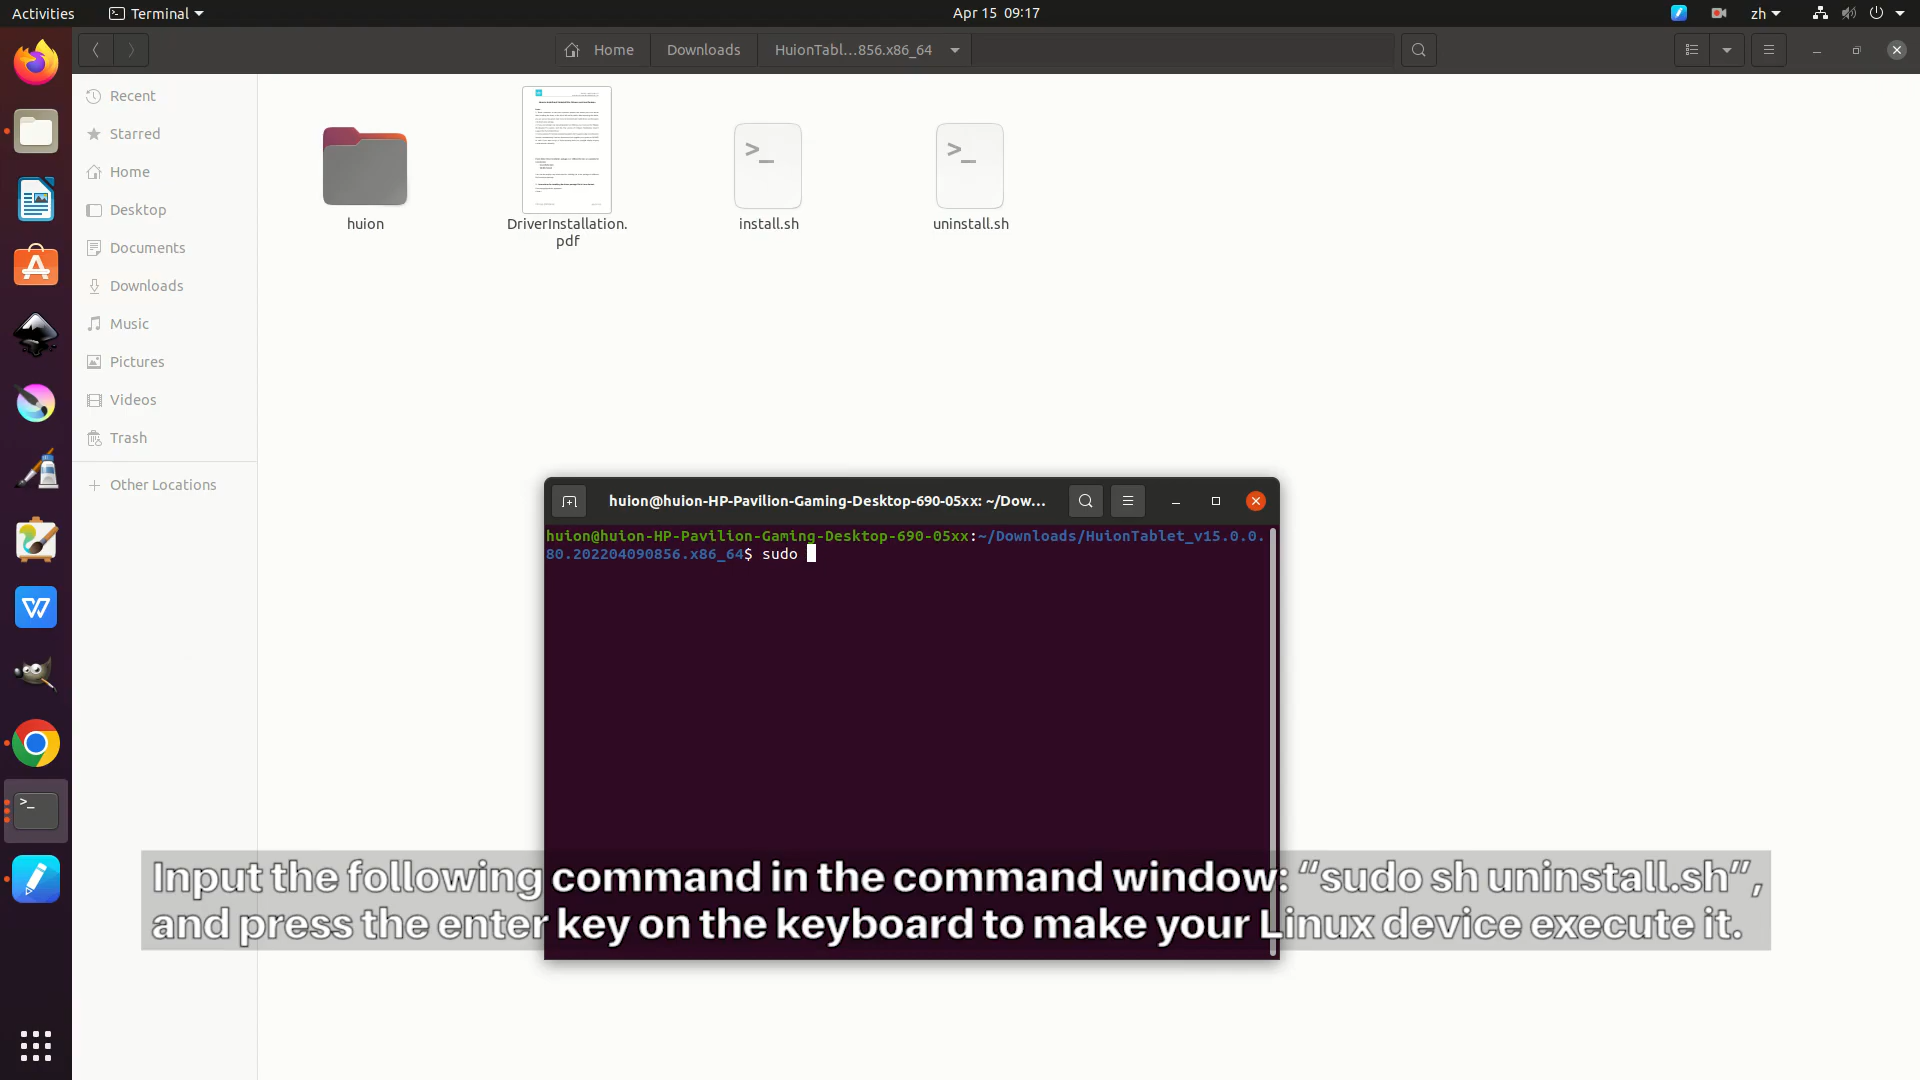 Activities
Terminal
Apr 15 09:17
zh
Home
Downloads
HuionTabl...856.x86_64
Recent
Starred
Home
Desktop
Documents
Downloads
Music
Pictures
Videos
Trash
Other Locations
huion
DriverInstallation.
pdf
install.sh
uninstall.sh
huion@huion-HP-Pavilion-Gaming-Desktop-690-05xx: ~/Dow...
huion@huion-HP-Pavilion-Gaming-Desktop-690-05xx:~/Downloads/HuionTablet_v15.0.0.
80.202204090856.x86_64$ sudo
Input the following command in the command window: “sudo sh uninstall.sh”,
and press the enter key on the keyboard to make your Linux device execute it.